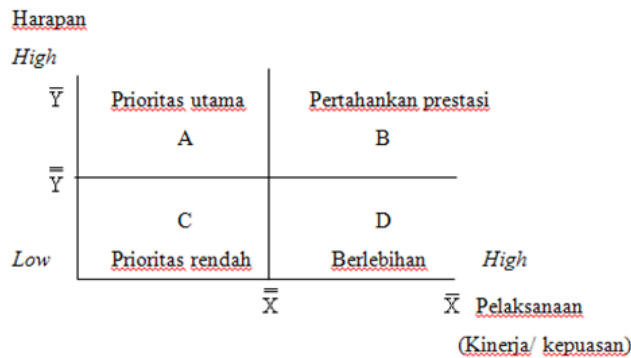 Harapan
High
Y̅ Prioritas utama Pertahankan prestasi
A B
Y̿
C D
Low Prioritas rendah Berlebihan High
X̿ X̅ Pelaksanaan
(Kinerja/ kepuasan)